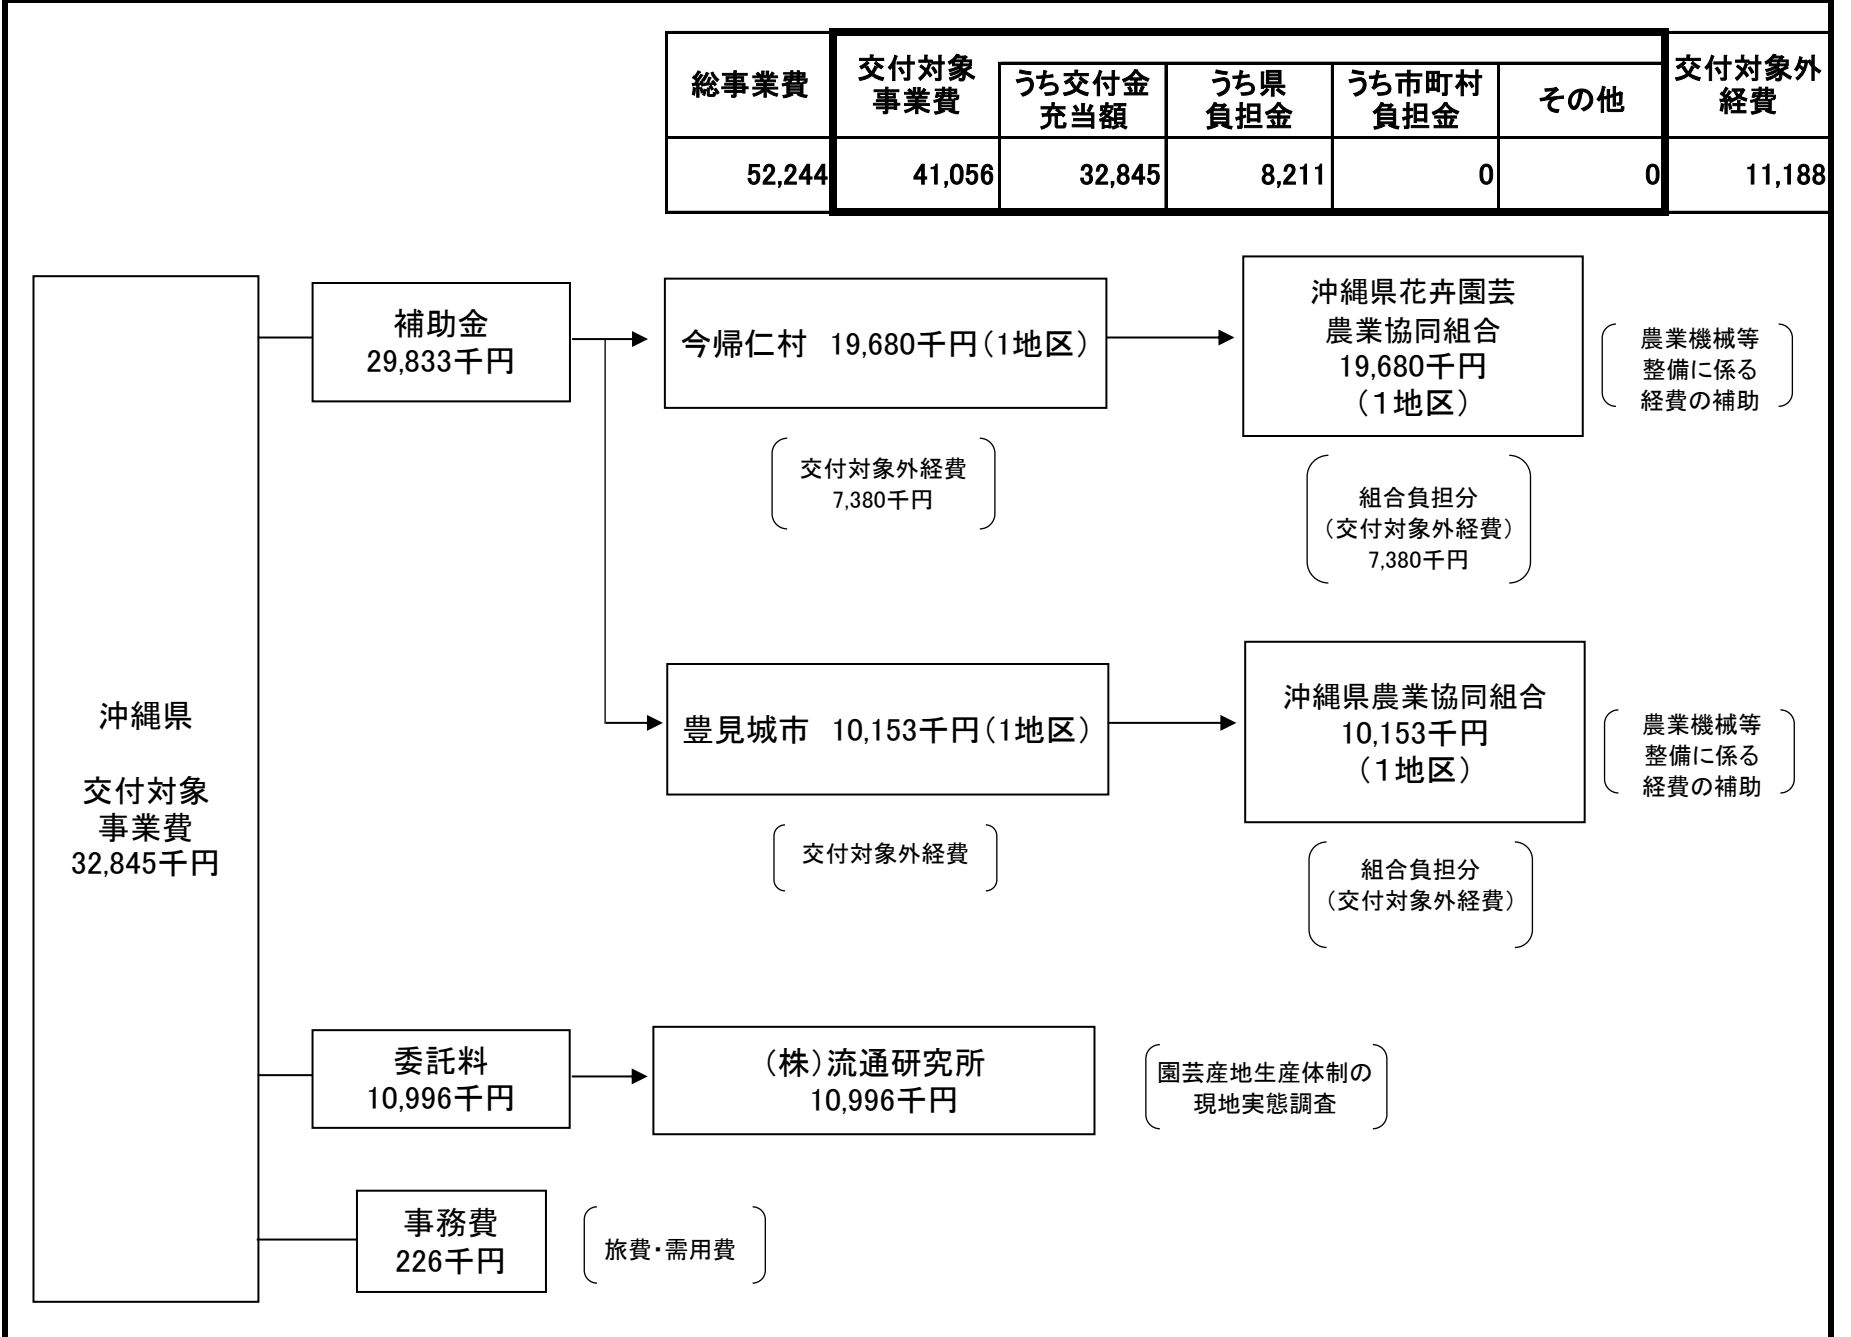 総事業費
交付対象
事業費
うち交付金
充当額
うち県
負担金
うち市町村
負担金
その他
交付対象外
経費
52,244 41,056 32,845 8,211 0 0 11,188
沖縄県
交付対象
事業費
32,845千円
補助金
29,833千円
今帰仁村 19,680千円（1地区）
交付対象外経費
7,380千円
沖縄県花卉園芸
農業協同組合
19,680千円
（１地区）
農業機械等
整備に係る
経費の補助
組合負担分
（交付対象外経費）
7,380千円
豊見城市 10,153千円（1地区）
交付対象外経費
沖縄県農業協同組合
10,153千円
（１地区）
農業機械等
整備に係る
経費の補助
組合負担分
（交付対象外経費）
委託料
10,996千円
（株）流通研究所
10,996千円
園芸産地生産体制の
現地実態調査
事務費
226千円
旅費・需用費